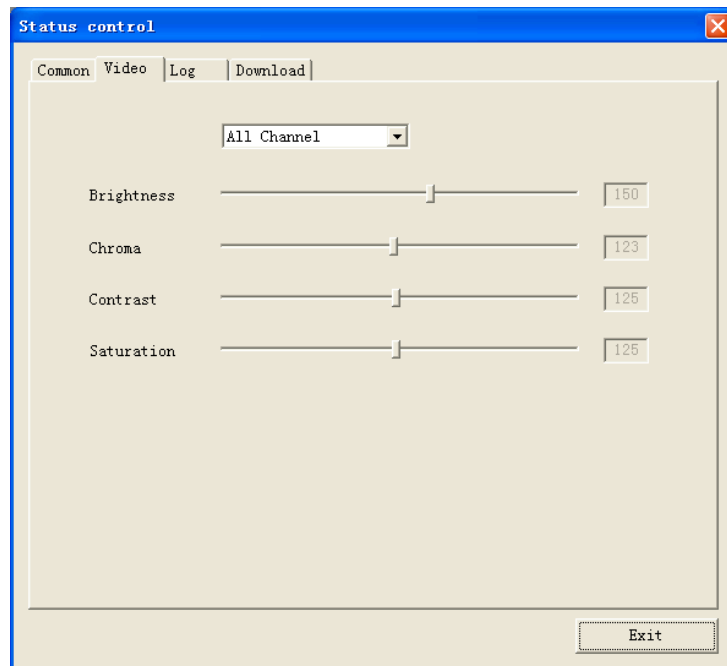 Status control
Common Video Log Download
All Channel
Brightness 150
Chroma 123
Contrast 125
Saturation 125
Exit